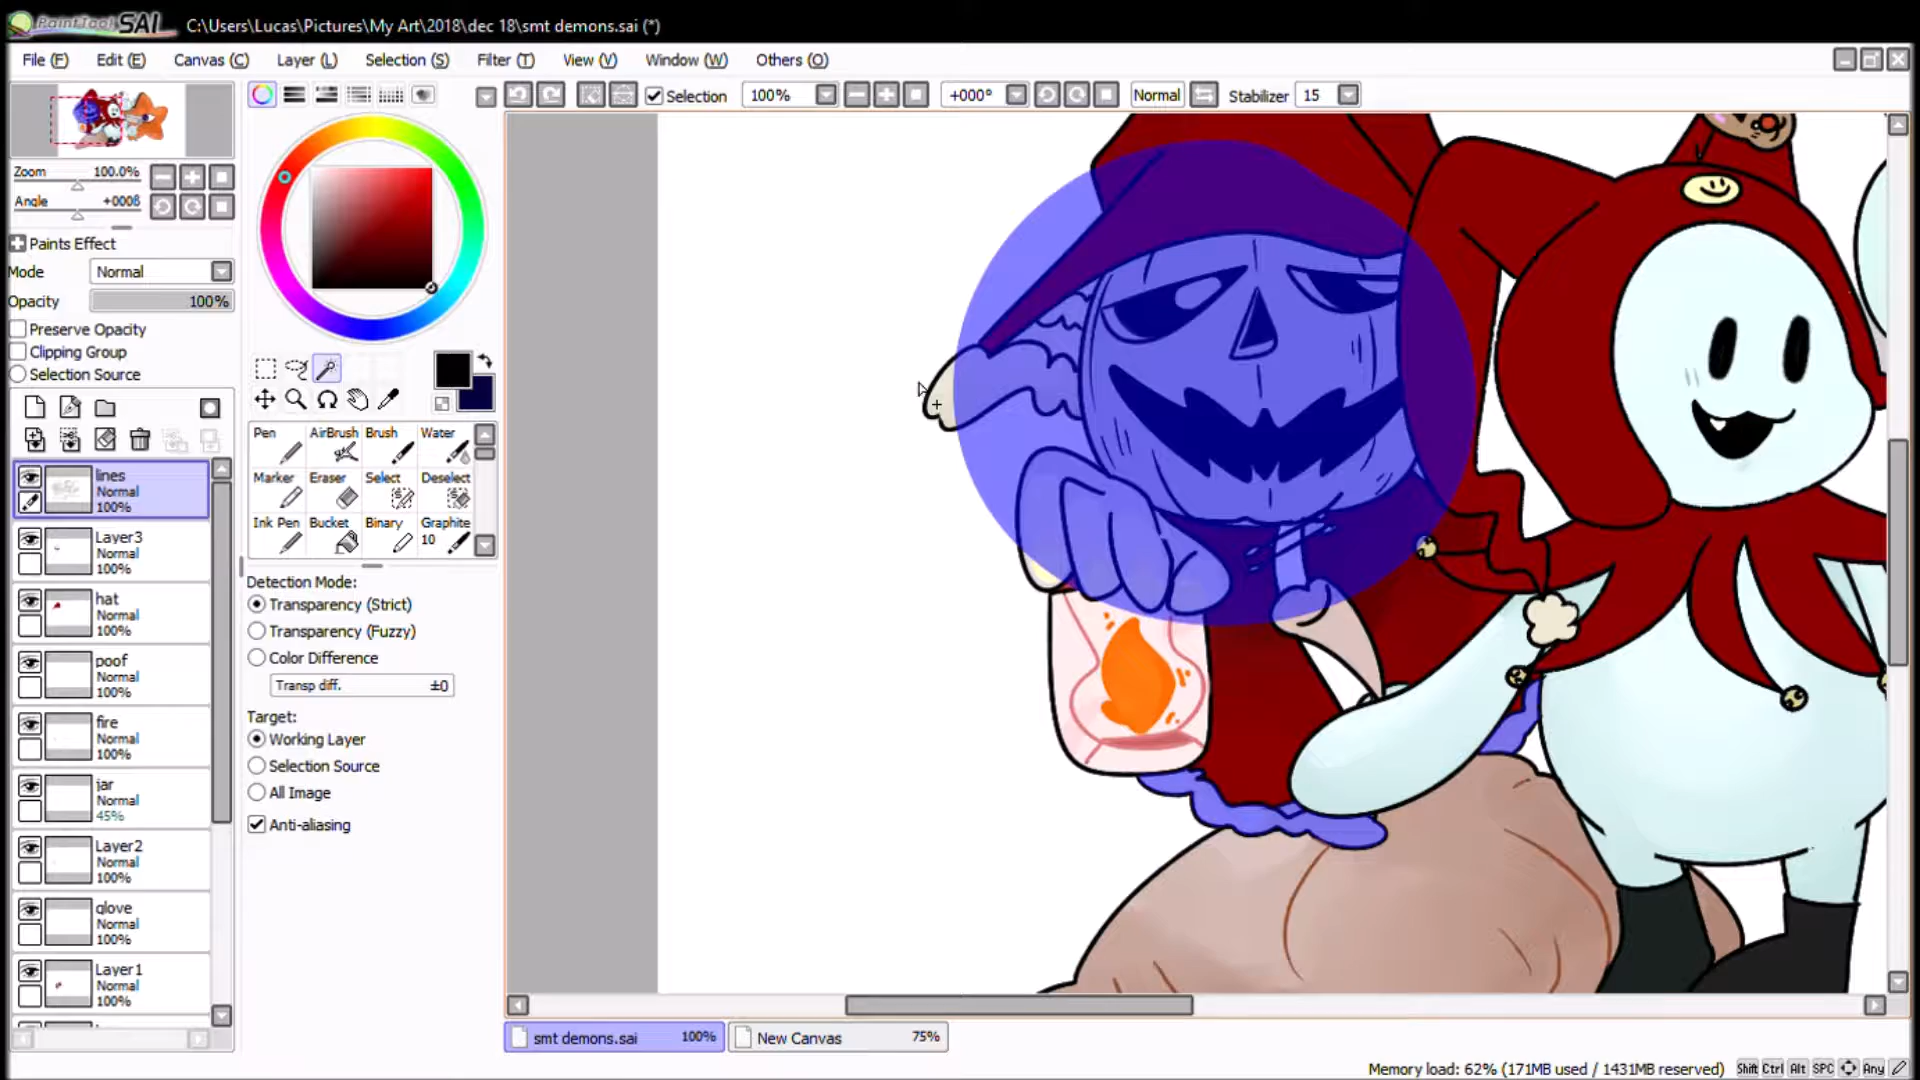 PaintTool SAI C:\Users\Lucas\Pictures\My Art\2018\dec 18\smt demons.sai (*)
File (F) Edit (E) Canvas (C) Layer (L) Selection (S) Filter (T) View (V) Window (W) Others (O)
Selection 100% +000° Normal Stabilizer 15
Zoom 100.0%
Angle +000ß
Paints Effect
Mode Normal
Opacity 100%
Preserve Opacity
Clipping Group
Selection Source
lines
Normal
100%
Layer3
Normal
100%
hat
Normal
100%
poof
Normal
100%
fire
Normal
100%
jar
Normal
45%
Layer2
Normal
100%
glove
Normal
100%
Layer1
Normal
100%
Pen AirBrush Brush Water
Marker Eraser Select Deselect
Ink Pen Bucket Binary Graphite
10
Detection Mode:
Transparency (Strict)
Transparency (Fuzzy)
Color Difference
Transp diff. ±0
Target:
Working Layer
Selection Source
All Image
Anti-aliasing
smt demons.sai 100% New Canvas 75%
Memory load: 62% (171MB used / 1431MB reserved) Shift Ctrl Alt SPC Any